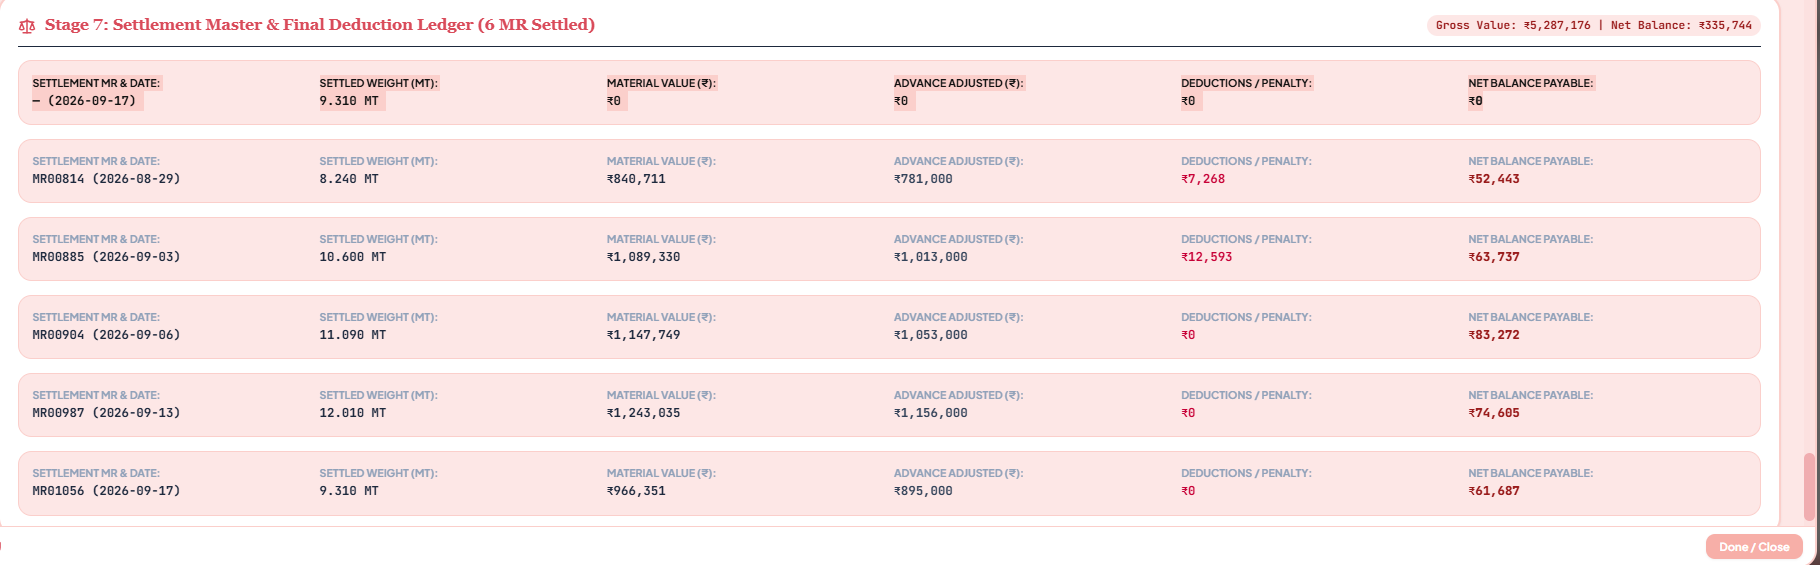 Stage 7: Settlement Master & Final Deduction Ledger (6 MR Settled)
Gross Value: ₹5,287,176 | Net Balance: ₹335,744
SETTLEMENT MR & DATE: SETTLED WEIGHT (MT): MATERIAL VALUE (₹): ADVANCE ADJUSTED (₹): DEDUCTIONS / PENALTY: NET BALANCE PAYABLE:
— (2026-09-17) 9.310 MT ₹0 ₹0 ₹0 ₹0
SETTLEMENT MR & DATE: SETTLED WEIGHT (MT): MATERIAL VALUE (₹): ADVANCE ADJUSTED (₹): DEDUCTIONS / PENALTY: NET BALANCE PAYABLE:
MR00814 (2026-08-29) 8.240 MT ₹840,711 ₹781,000 ₹7,268 ₹52,443
SETTLEMENT MR & DATE: SETTLED WEIGHT (MT): MATERIAL VALUE (₹): ADVANCE ADJUSTED (₹): DEDUCTIONS / PENALTY: NET BALANCE PAYABLE:
MR00885 (2026-09-03) 10.600 MT ₹1,089,330 ₹1,013,000 ₹12,593 ₹63,737
SETTLEMENT MR & DATE: SETTLED WEIGHT (MT): MATERIAL VALUE (₹): ADVANCE ADJUSTED (₹): DEDUCTIONS / PENALTY: NET BALANCE PAYABLE:
MR00904 (2026-09-06) 11.090 MT ₹1,147,749 ₹1,053,000 ₹0 ₹83,272
SETTLEMENT MR & DATE: SETTLED WEIGHT (MT): MATERIAL VALUE (₹): ADVANCE ADJUSTED (₹): DEDUCTIONS / PENALTY: NET BALANCE PAYABLE:
MR00987 (2026-09-13) 12.010 MT ₹1,243,035 ₹1,156,000 ₹0 ₹74,605
SETTLEMENT MR & DATE: SETTLED WEIGHT (MT): MATERIAL VALUE (₹): ADVANCE ADJUSTED (₹): DEDUCTIONS / PENALTY: NET BALANCE PAYABLE:
MR01056 (2026-09-17) 9.310 MT ₹966,351 ₹895,000 ₹0 ₹61,687
Done / Close